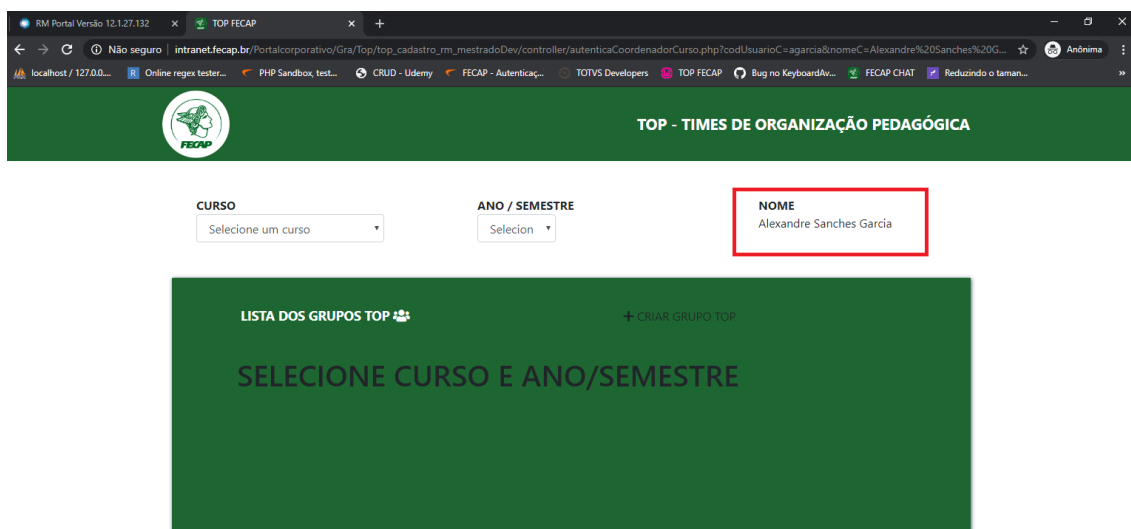 RM Portal Versão 12.1.27.132
TOP FECAP
Não seguro | intranet.fecap.br/Portalcorporativo/Gra/Top/top_cadastro_rm_mestradoDev/controller/autenticaCoordenadorCurso.php?codUsuarioC=agarcia&nomeC=Alexandre%20Sanches%20G...
Anônima
localhost / 127.0.0....
Online regex tester...
PHP Sandbox, test...
CRUD - Udemy
FECAP - Autenticaç...
TOTVS Developers
TOP FECAP
Bug no KeyboardAv...
FECAP CHAT
Reduzindo o taman...
FECAP
TOP - TIMES DE ORGANIZAÇÃO PEDAGÓGICA
CURSO
Selecione um curso
ANO / SEMESTRE
Selecion
NOME
Alexandre Sanches Garcia
LISTA DOS GRUPOS TOP
+ CRIAR GRUPO TOP
SELECIONE CURSO E ANO/SEMESTRE